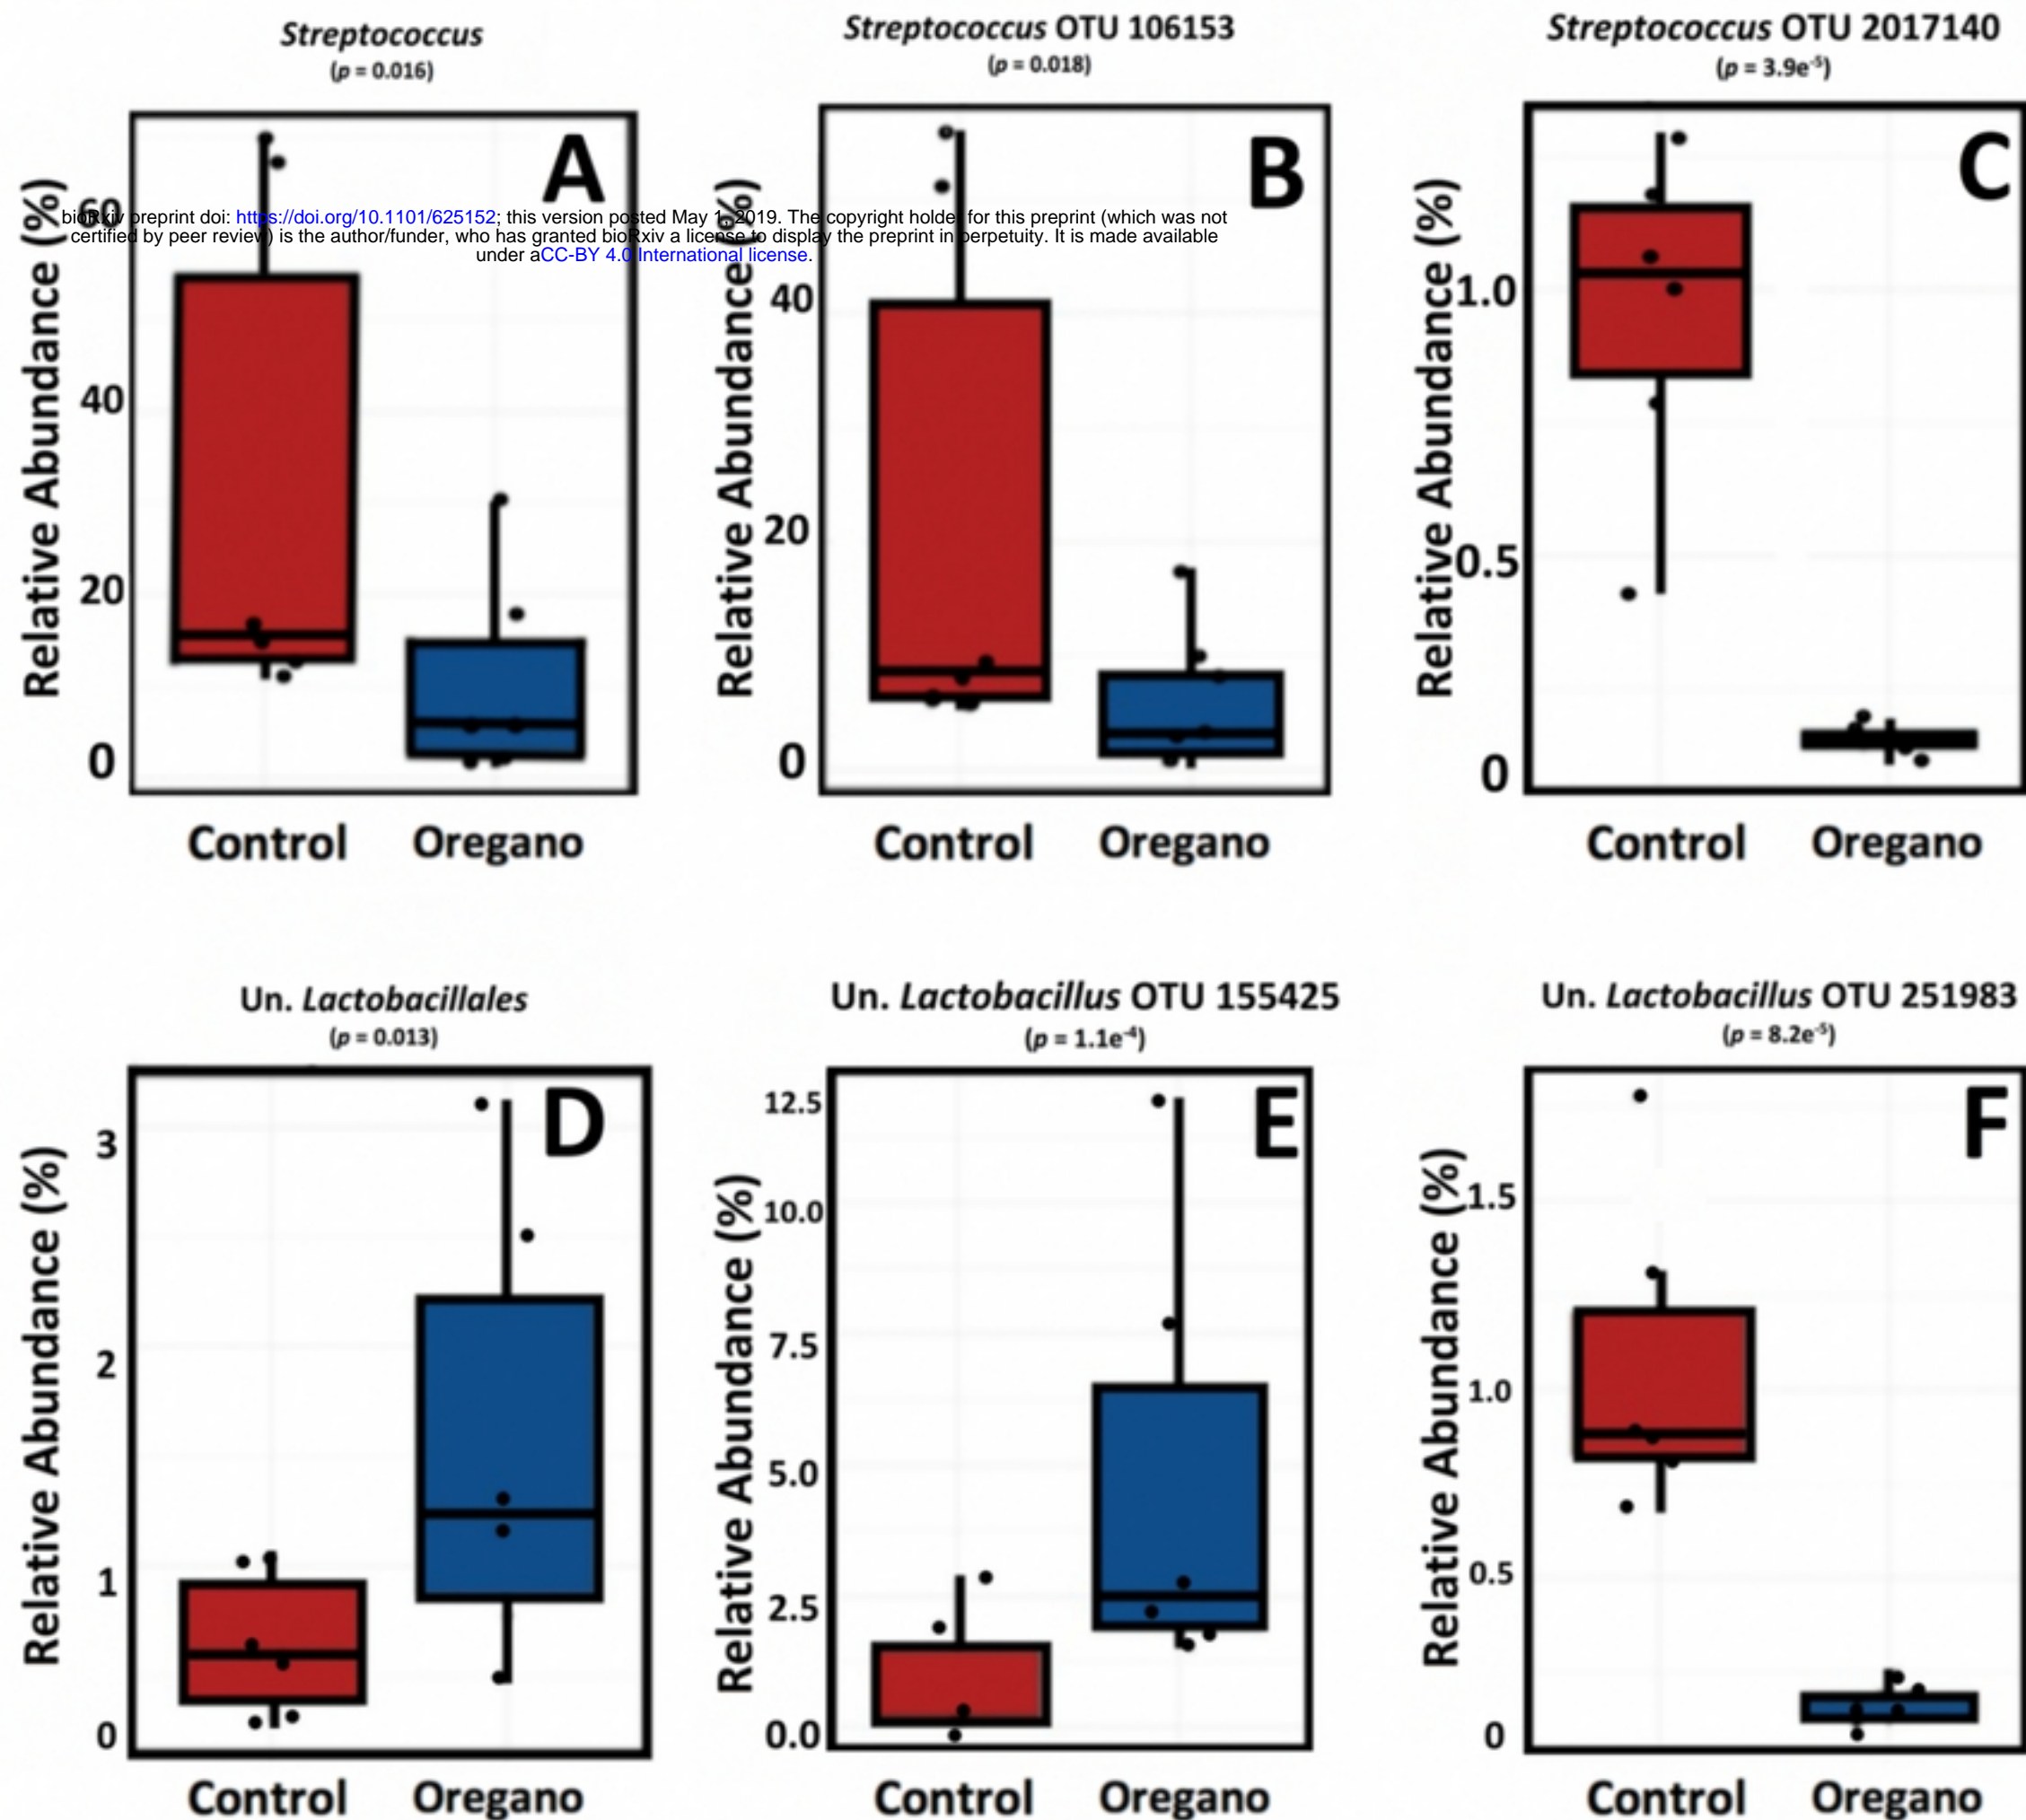 Streptococcus
(p = 0.016)
Streptococcus OTU 106153
(p = 0.018)
Streptococcus OTU 2017140
(p = 3.9e⁻⁵)
A
B
C
Relative Abundance (%)
60
40
20
0
Relative Abundance (%)
40
20
0
Relative Abundance (%)
1.0
0.5
0
bioRxiv preprint doi: https://doi.org/10.1101/625152; this version posted May 1, 2019. The copyright holder for this preprint (which was not
certified by peer review) is the author/funder, who has granted bioRxiv a license to display the preprint in perpetuity. It is made available
under aCC-BY 4.0 International license.
Control Oregano
Control Oregano
Control Oregano
Un. Lactobacillales
(p = 0.013)
Un. Lactobacillus OTU 155425
(p = 1.1e⁻⁴)
Un. Lactobacillus OTU 251983
(p = 8.2e⁻⁵)
D
E
F
Relative Abundance (%)
3
2
1
0
Relative Abundance (%)
12.5
10.0
7.5
5.0
2.5
0.0
Relative Abundance (%)
1.5
1.0
0.5
0
Control Oregano
Control Oregano
Control Oregano